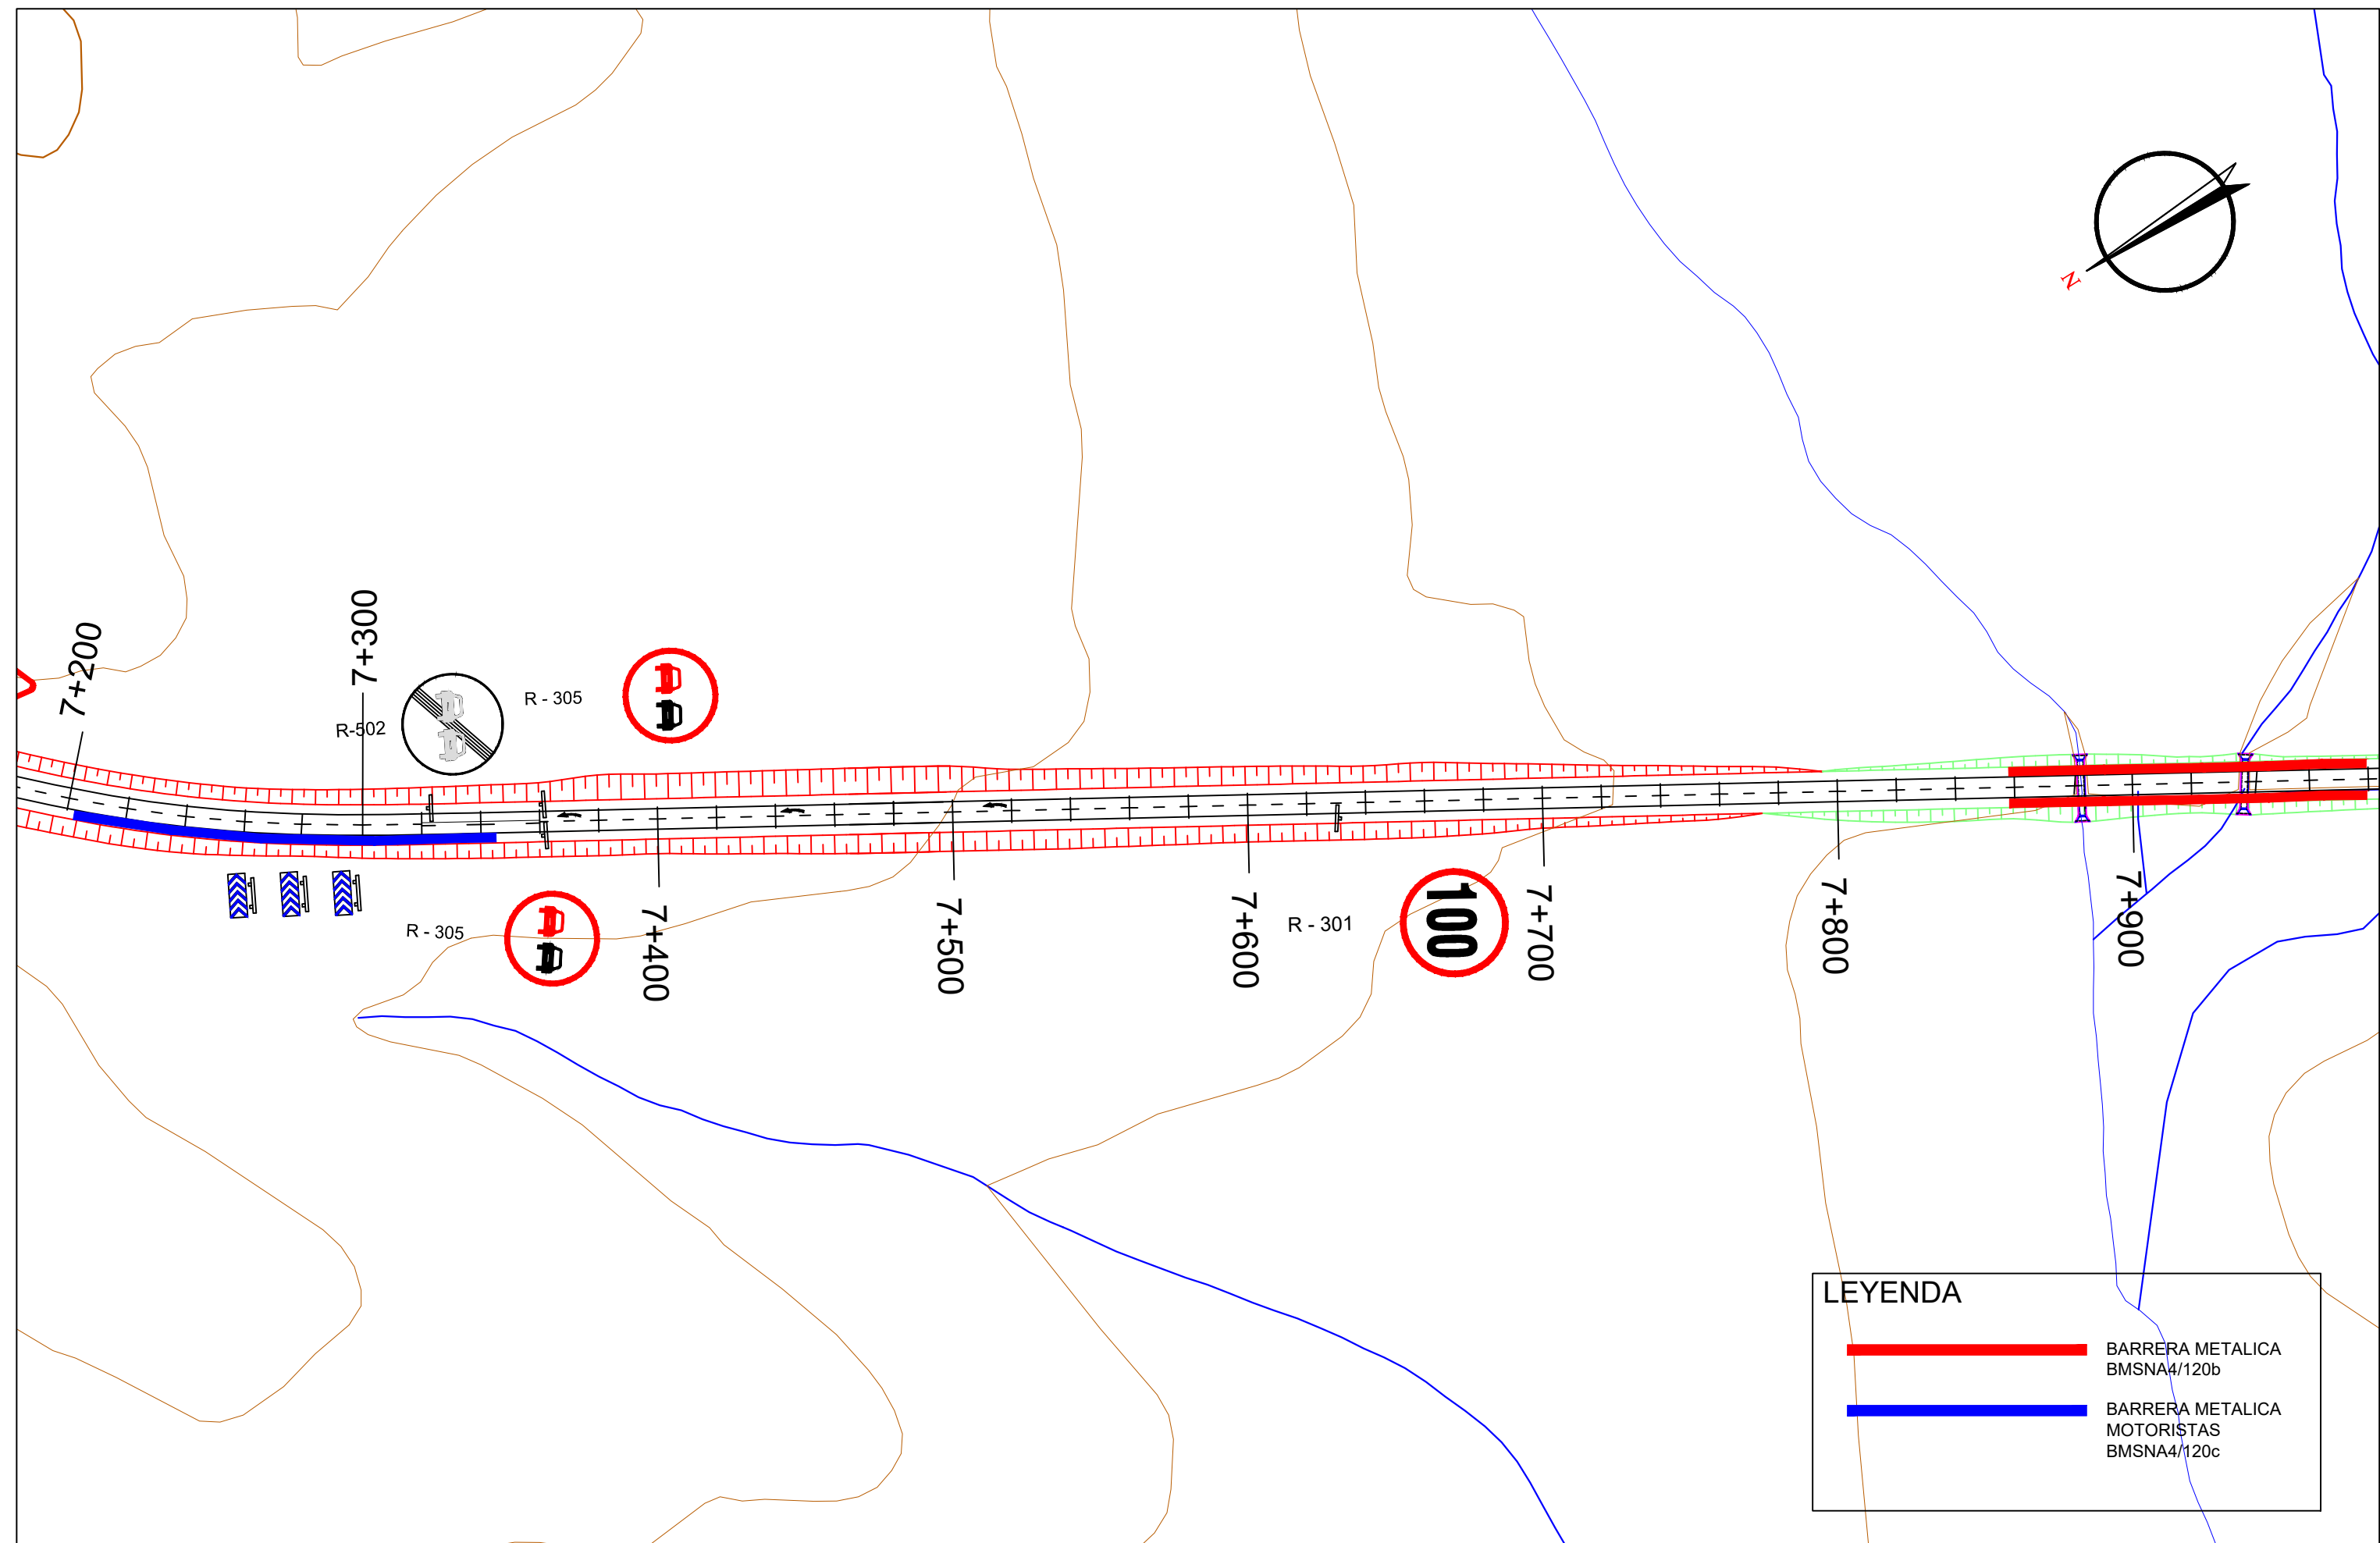 N
7+200
7+300
R-502
R - 305
R - 305
7+400
7+500
7+600
R - 301
100
7+700
7+800
7+900
LEYENDA
BARRERA METALICA
BMSNA4/120b
BARRERA METALICA
MOTORISTAS
BMSNA4/120c